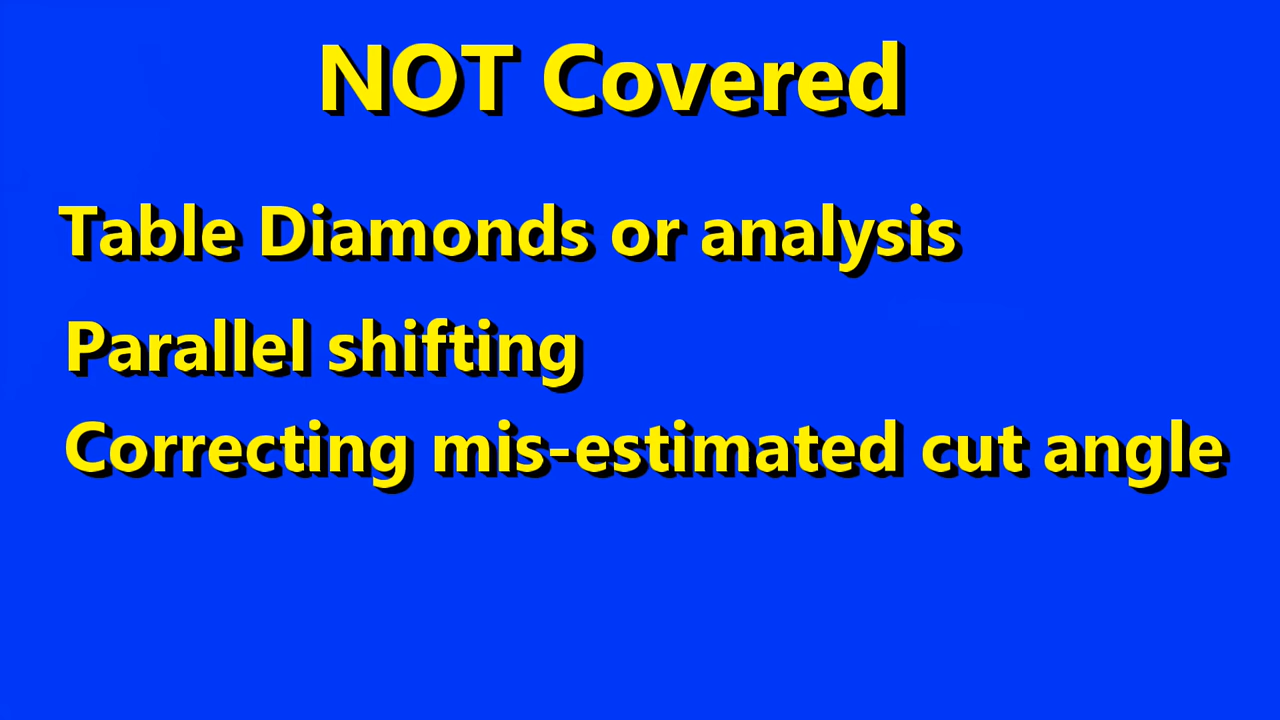 NOT Covered
Table Diamonds or analysis
Parallel shifting
Correcting mis-estimated cut angle